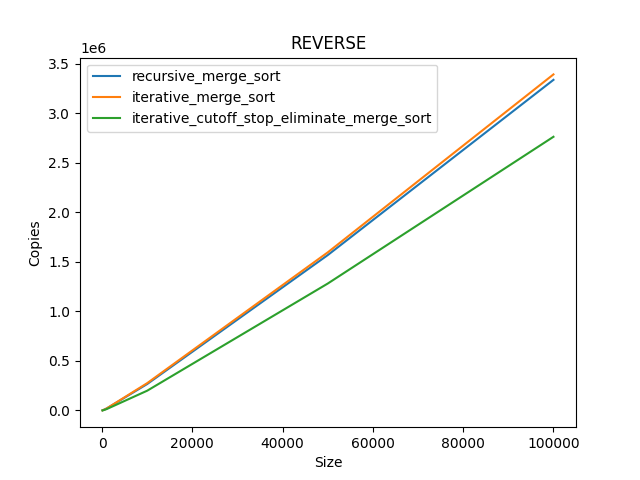 REVERSE
1e6
recursive_merge_sort
iterative_merge_sort
iterative_cutoff_stop_eliminate_merge_sort
3.5
3.0
2.5
2.0
1.5
1.0
0.5
0.0
Copies
0 20000 40000 60000 80000 100000
Size